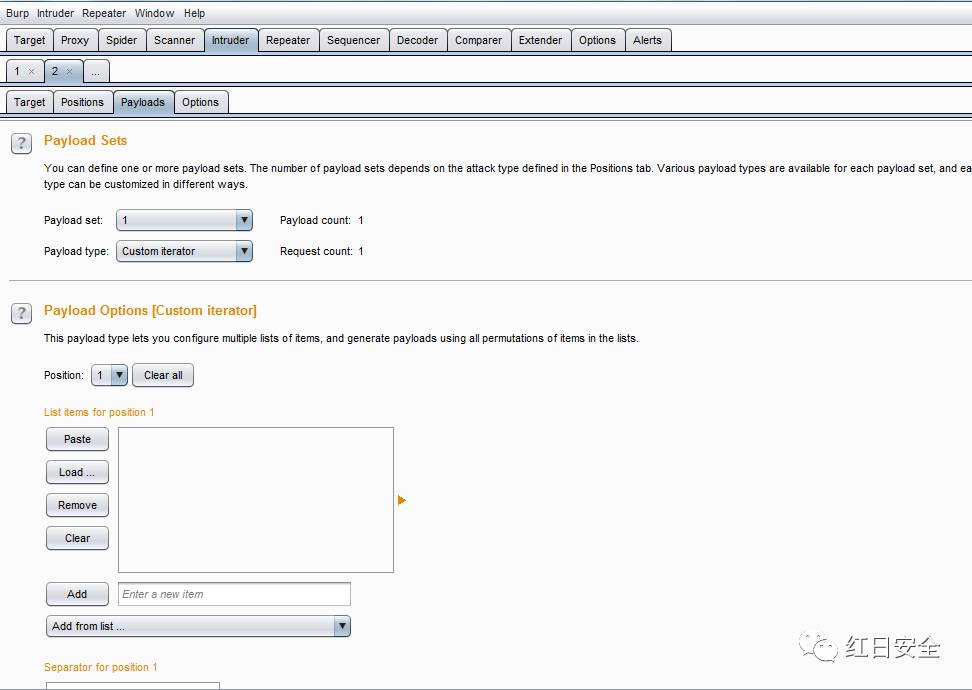 Burp Intruder Repeater Window Help
Target Proxy Spider Scanner Intruder Repeater Sequencer Decoder Comparer Extender Options Alerts
1 × 2 × ...
Target Positions Payloads Options
? Payload Sets
You can define one or more payload sets. The number of payload sets depends on the attack type defined in the Positions tab. Various payload types are available for each payload set, and ea
type can be customized in different ways.
Payload set: 1 Payload count: 1
Payload type: Custom iterator Request count: 1
? Payload Options [Custom iterator]
This payload type lets you configure multiple lists of items, and generate payloads using all permutations of items in the lists.
Position: 1 Clear all
List items for position 1
Paste
Load ...
Remove
Clear
Add Enter a new item
Add from list ...
红日安全
Separator for position 1